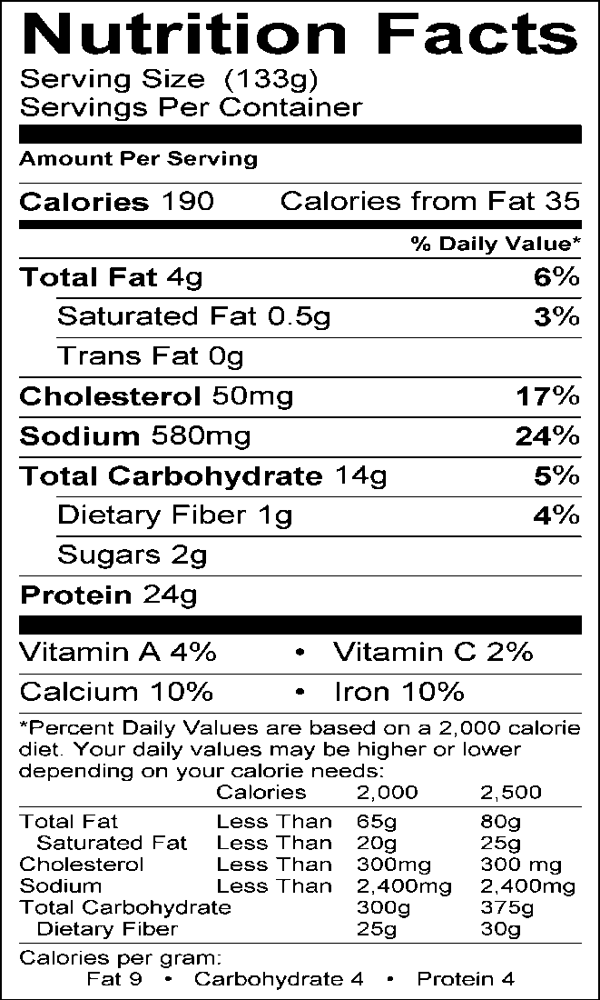 Nutrition Facts
Serving Size (133g)
Servings Per Container
Amount Per Serving
Calories 190 Calories from Fat 35
% Daily Value*
Total Fat 4g 6%
Saturated Fat 0.5g 3%
Trans Fat 0g
Cholesterol 50mg 17%
Sodium 580mg 24%
Total Carbohydrate 14g 5%
Dietary Fiber 1g 4%
Sugars 2g
Protein 24g
Vitamin A 4% • Vitamin C 2%
Calcium 10% • Iron 10%
*Percent Daily Values are based on a 2,000 calorie
diet. Your daily values may be higher or lower
depending on your calorie needs:
Calories 2,000 2,500
Total Fat Less Than 65g 80g
Saturated Fat Less Than 20g 25g
Cholesterol Less Than 300mg 300 mg
Sodium Less Than 2,400mg 2,400mg
Total Carbohydrate 300g 375g
Dietary Fiber 25g 30g
Calories per gram:
Fat 9 • Carbohydrate 4 • Protein 4